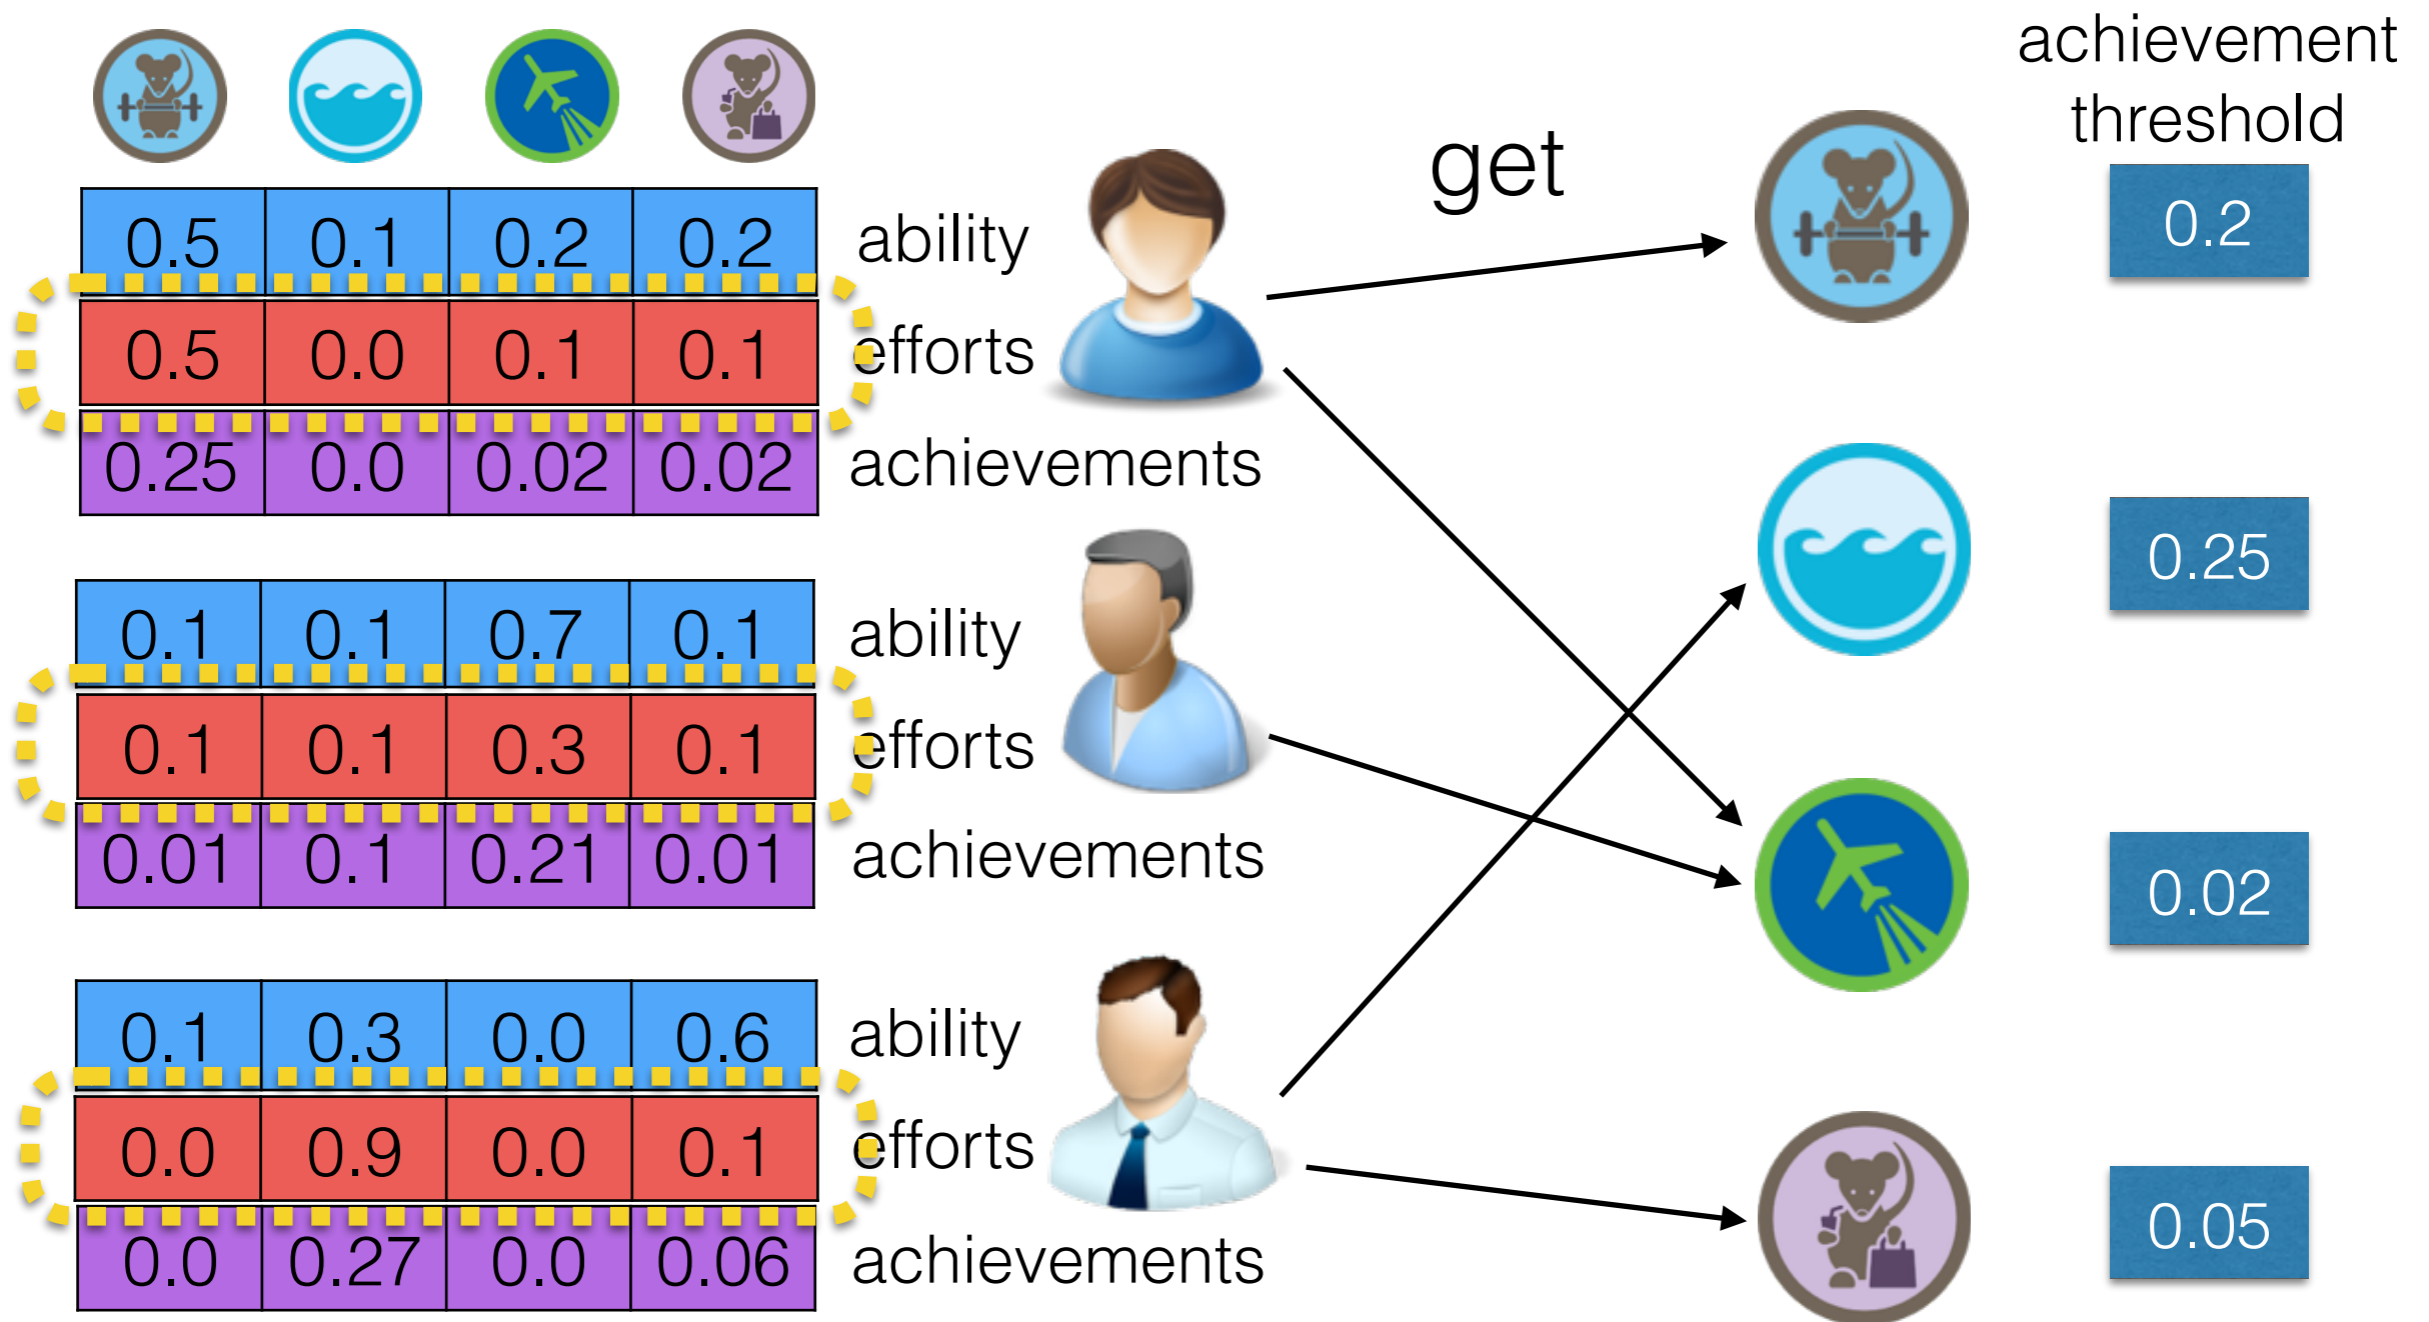 achievement
threshold
get
0.5 0.1 0.2 0.2 ability
0.2
0.5 0.0 0.1 0.1 efforts
0.25 0.0 0.02 0.02 achievements
0.25
0.1 0.1 0.7 0.1 ability
0.1 0.1 0.3 0.1 efforts
0.01 0.1 0.21 0.01 achievements
0.02
0.1 0.3 0.0 0.6 ability
0.0 0.9 0.0 0.1 efforts
0.0 0.27 0.0 0.06 achievements
0.05